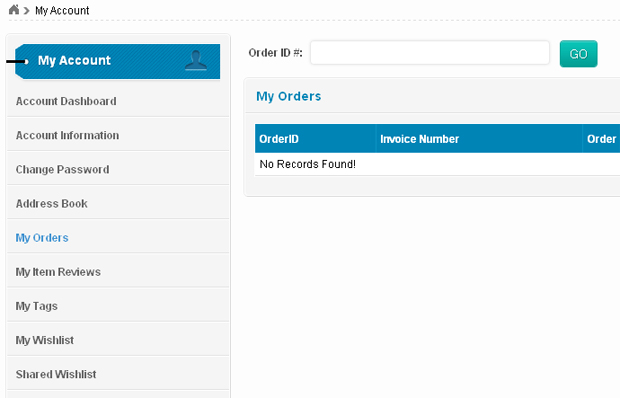 My Account
My Account
Account Dashboard
Account Information
Change Password
Address Book
My Orders
My Item Reviews
My Tags
My Wishlist
Shared Wishlist
Order ID #:
GO
My Orders
OrderID Invoice Number Order
No Records Found!